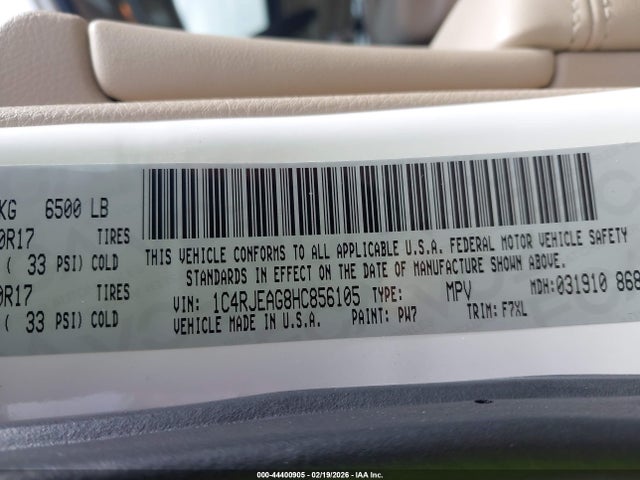 KG 6500 LB
0R17 TIRES
( 33 PSI) COLD
0R17 TIRES
( 33 PSI) COLD
THIS VEHICLE CONFORMS TO ALL APPLICABLE U.S.A. FEDERAL MOTOR VEHICLE SAFETY
STANDARDS IN EFFECT ON THE DATE OF MANUFACTURE SHOWN ABOVE.
VIN: 1C4RJEAG8HC856105 TYPE: MPV MDH: 031910 868
VEHICLE MADE IN U.S.A. PAINT: PW7 TRIM: F7XL
000-44400905 - 02/19/2026 - IAA Inc.